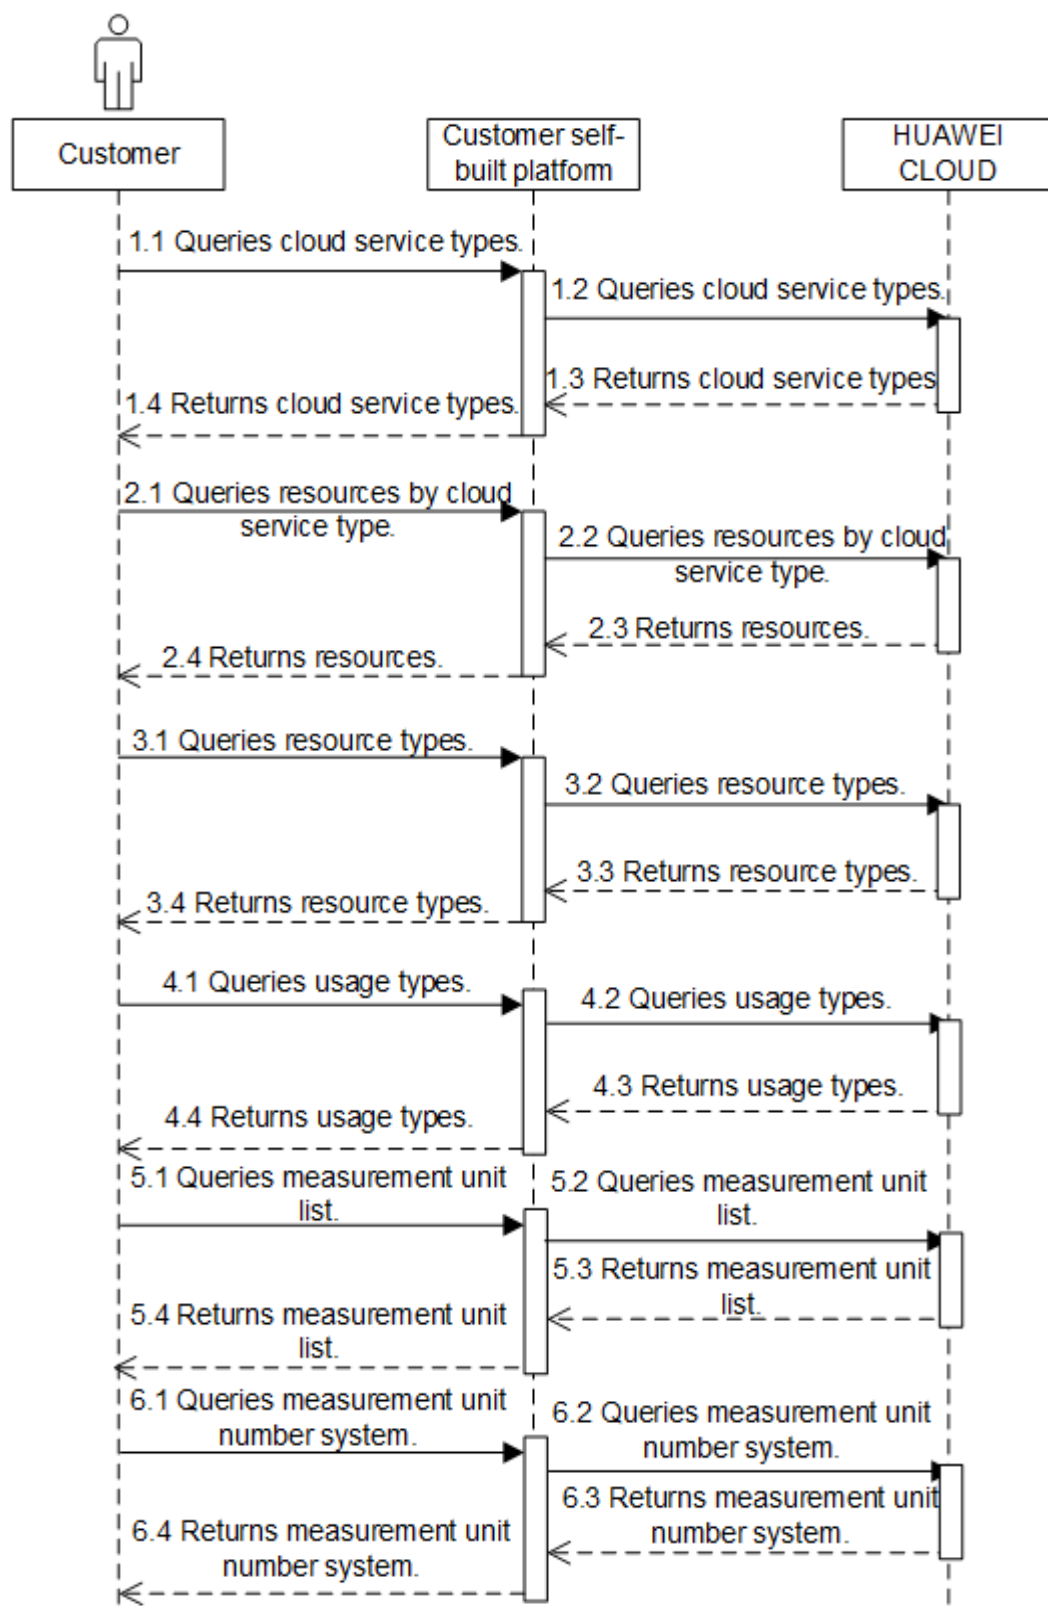 Customer
Customer self-
built platform
HUAWEI
CLOUD
1.1 Queries cloud service types.
1.2 Queries cloud service types.
1.3 Returns cloud service types
1.4 Returns cloud service types.
2.1 Queries resources by cloud
service type.
2.2 Queries resources by cloud
service type.
2.3 Returns resources.
2.4 Returns resources.
3.1 Queries resource types.
3.2 Queries resource types.
3.3 Returns resource types.
3.4 Returns resource types.
4.1 Queries usage types.
4.2 Queries usage types.
4.3 Returns usage types.
4.4 Returns usage types.
5.1 Queries measurement unit
list.
5.2 Queries measurement unit
list.
5.3 Returns measurement unit
list.
5.4 Returns measurement unit
list.
6.1 Queries measurement unit
number system.
6.2 Queries measurement unit
number system.
6.3 Returns measurement unit
number system.
6.4 Returns measurement unit
number system.